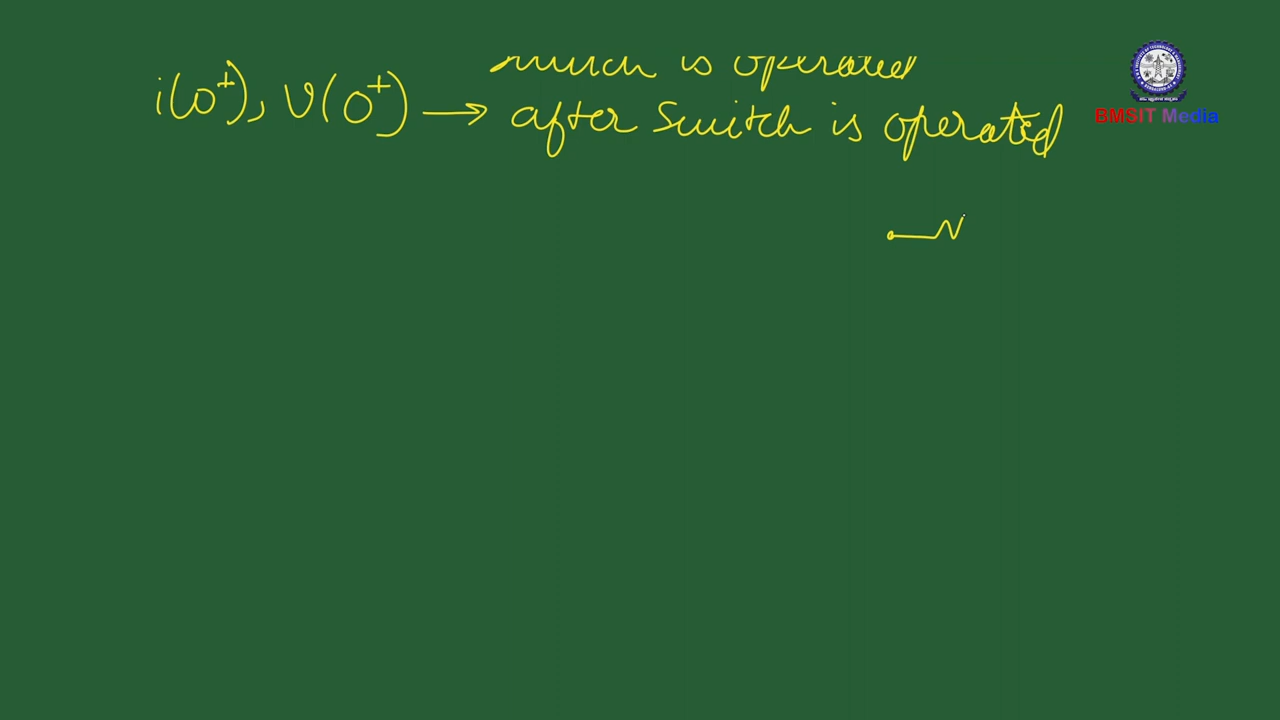 switch is operated
i(0⁺), V(0⁺) → after switch is operated
BMSIT Media